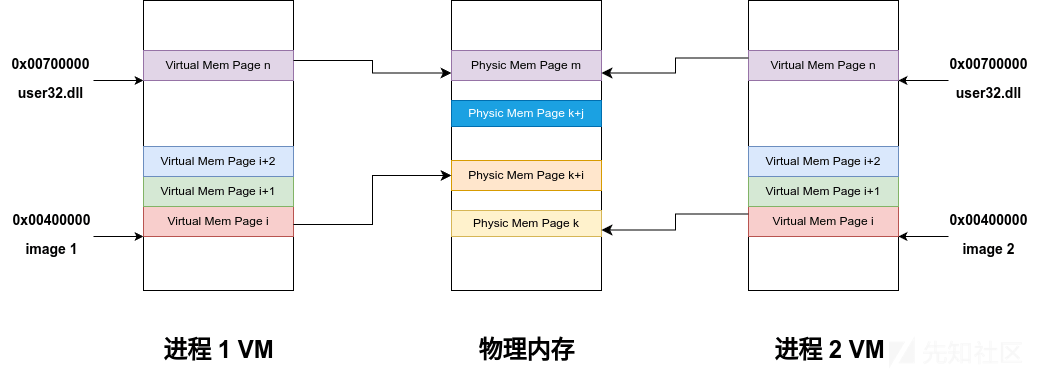 0x00700000
user32.dll
Virtual Mem Page n
Virtual Mem Page i+2
Virtual Mem Page i+1
0x00400000
image 1
Virtual Mem Page i
进程 1 VM
Physic Mem Page m
Physic Mem Page k+j
Physic Mem Page k+i
Physic Mem Page k
物理内存
Virtual Mem Page n
0x00700000
user32.dll
Virtual Mem Page i+2
Virtual Mem Page i+1
Virtual Mem Page i
0x00400000
image 2
进程 2 VM
先知社区